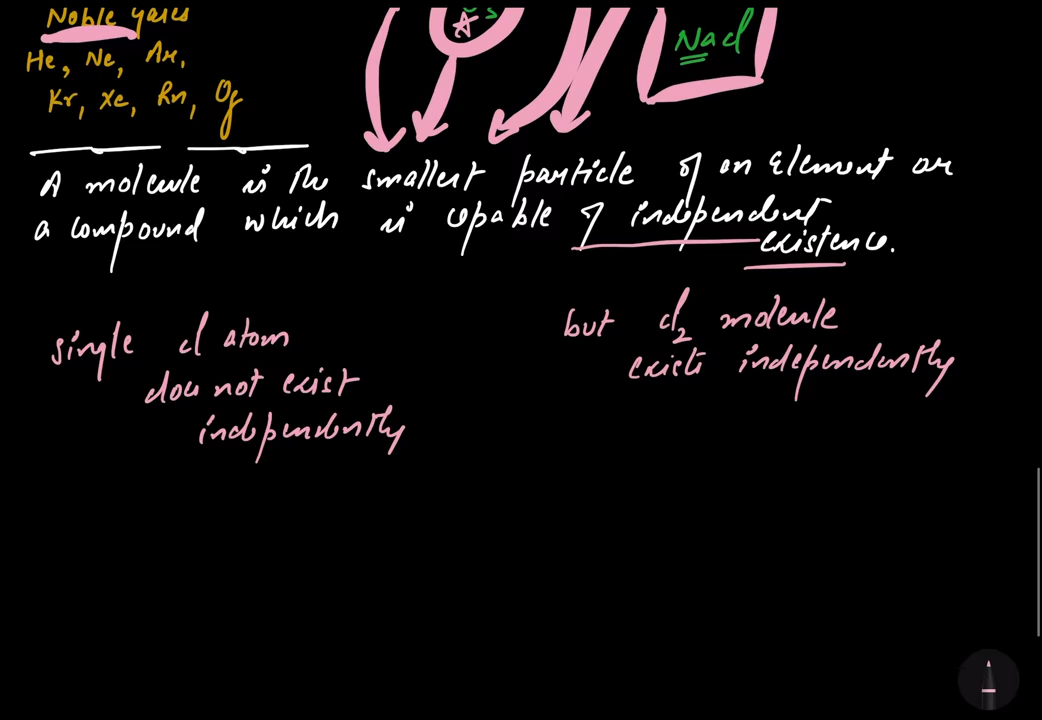 Noble gases
He, Ne, Ar,
Kr, Xe, Rn, Og
Nacl
A molecule is the smallest particle of an Element or
a compound which is capable of independent
existence.
single cl atom
does not exist
independently
but cl2 molecule
exists independently